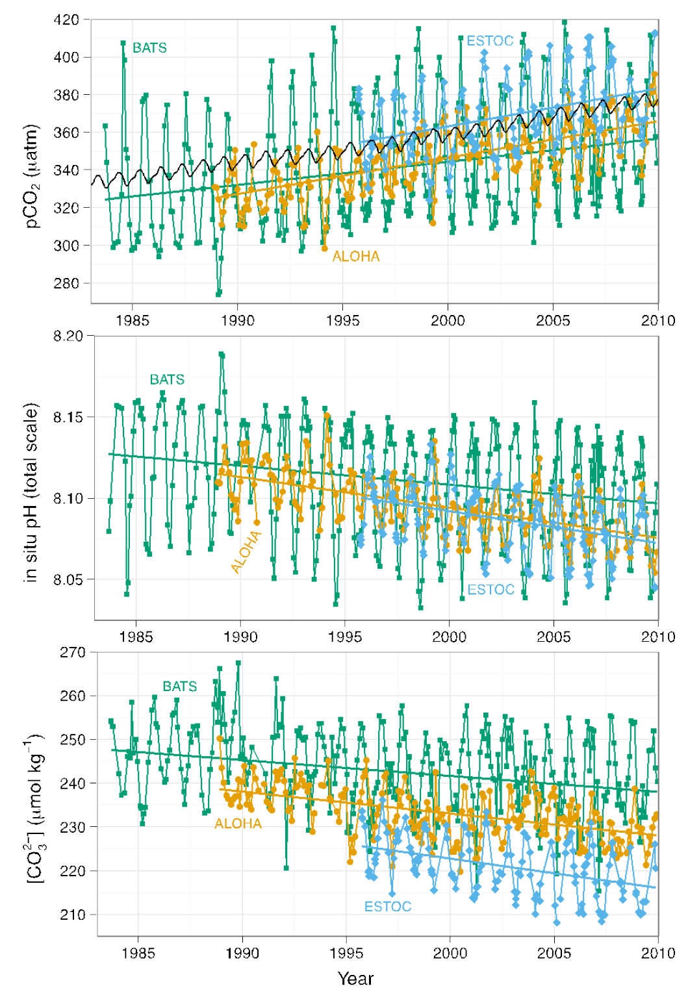 420
400
380
360
340
320
300
280
pCO₂ (µatm)
BATS
ESTOC
ALOHA
1985
1990
1995
2000
2005
2010
8.20
8.15
8.10
8.05
in situ pH (total scale)
BATS
ALOHA
ESTOC
1985
1990
1995
2000
2005
2010
270
260
250
240
230
220
210
[CO₃²⁻] (µmol kg⁻¹)
BATS
ALOHA
ESTOC
1985
1990
1995
2000
2005
2010
Year